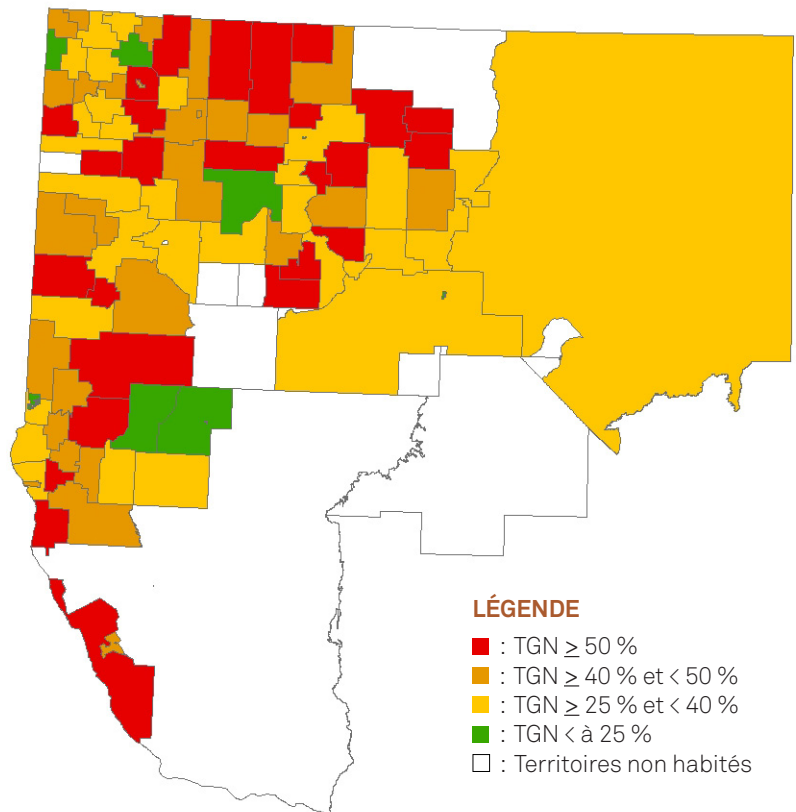 LÉGENDE
: TGN ≥ 50 %
: TGN ≥ 40 % et < 50 %
: TGN ≥ 25 % et < 40 %
: TGN < à 25 %
: Territoires non habités